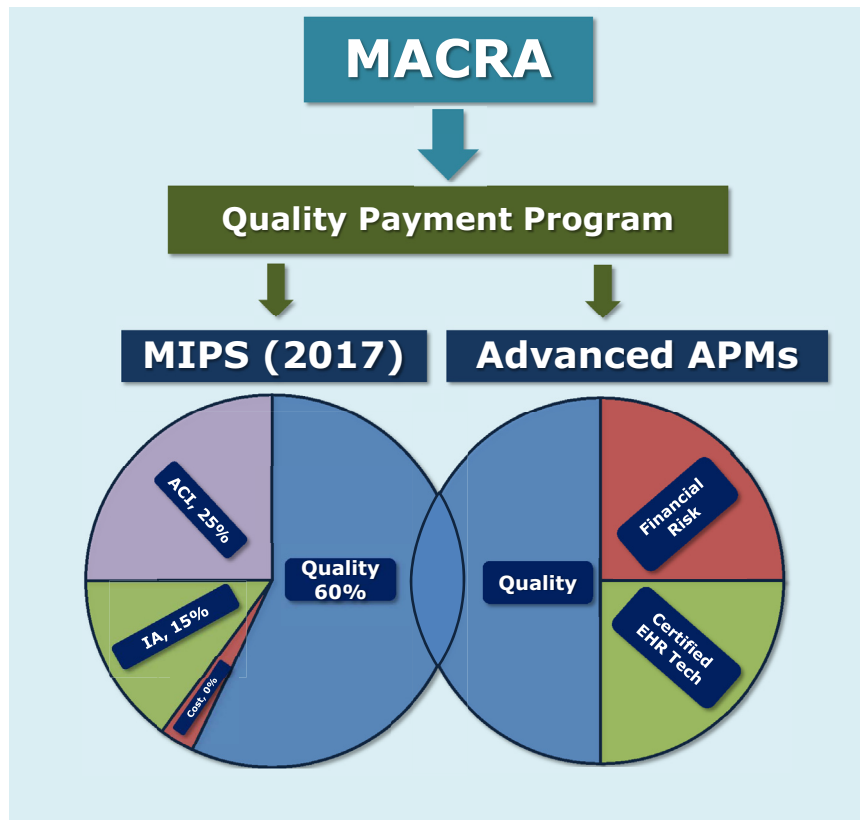 MACRA
Quality Payment Program
MIPS (2017)
Advanced APMs
ACI, 25%
IA, 15%
Cost, 0%
Quality
60%
Quality
Financial
Risk
Certified
EHR Tech